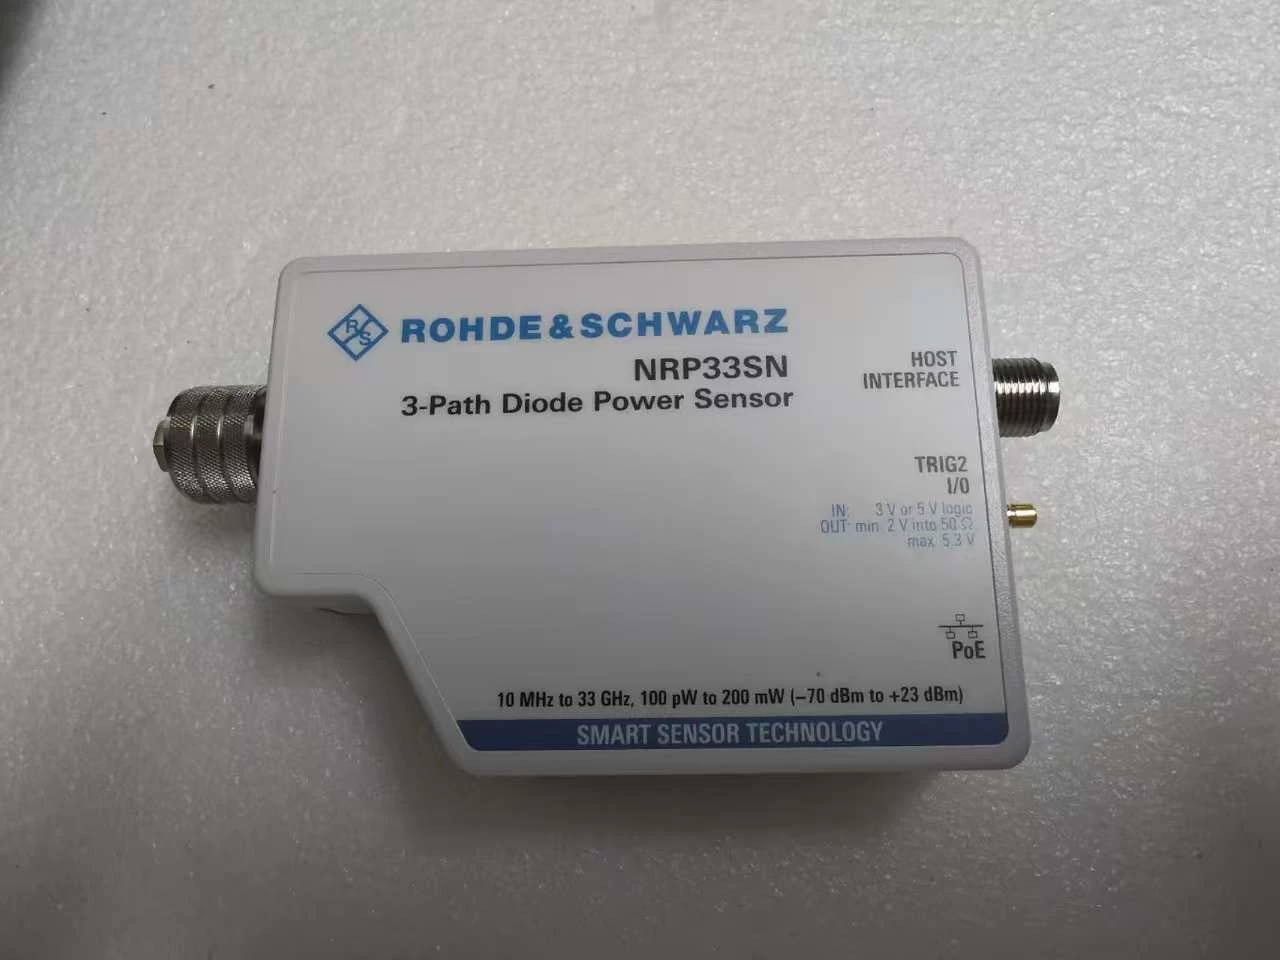 R/S ROHDE & SCHWARZ
NRP33SN
3-Path Diode Power Sensor
HOST
INTERFACE
TRIG2
I/O
IN: 3 V or 5 V logic
OUT: min. 2 V into 50 Ω
max. 5.3 V
PoE
10 MHz to 33 GHz, 100 pW to 200 mW (−70 dBm to +23 dBm)
SMART SENSOR TECHNOLOGY